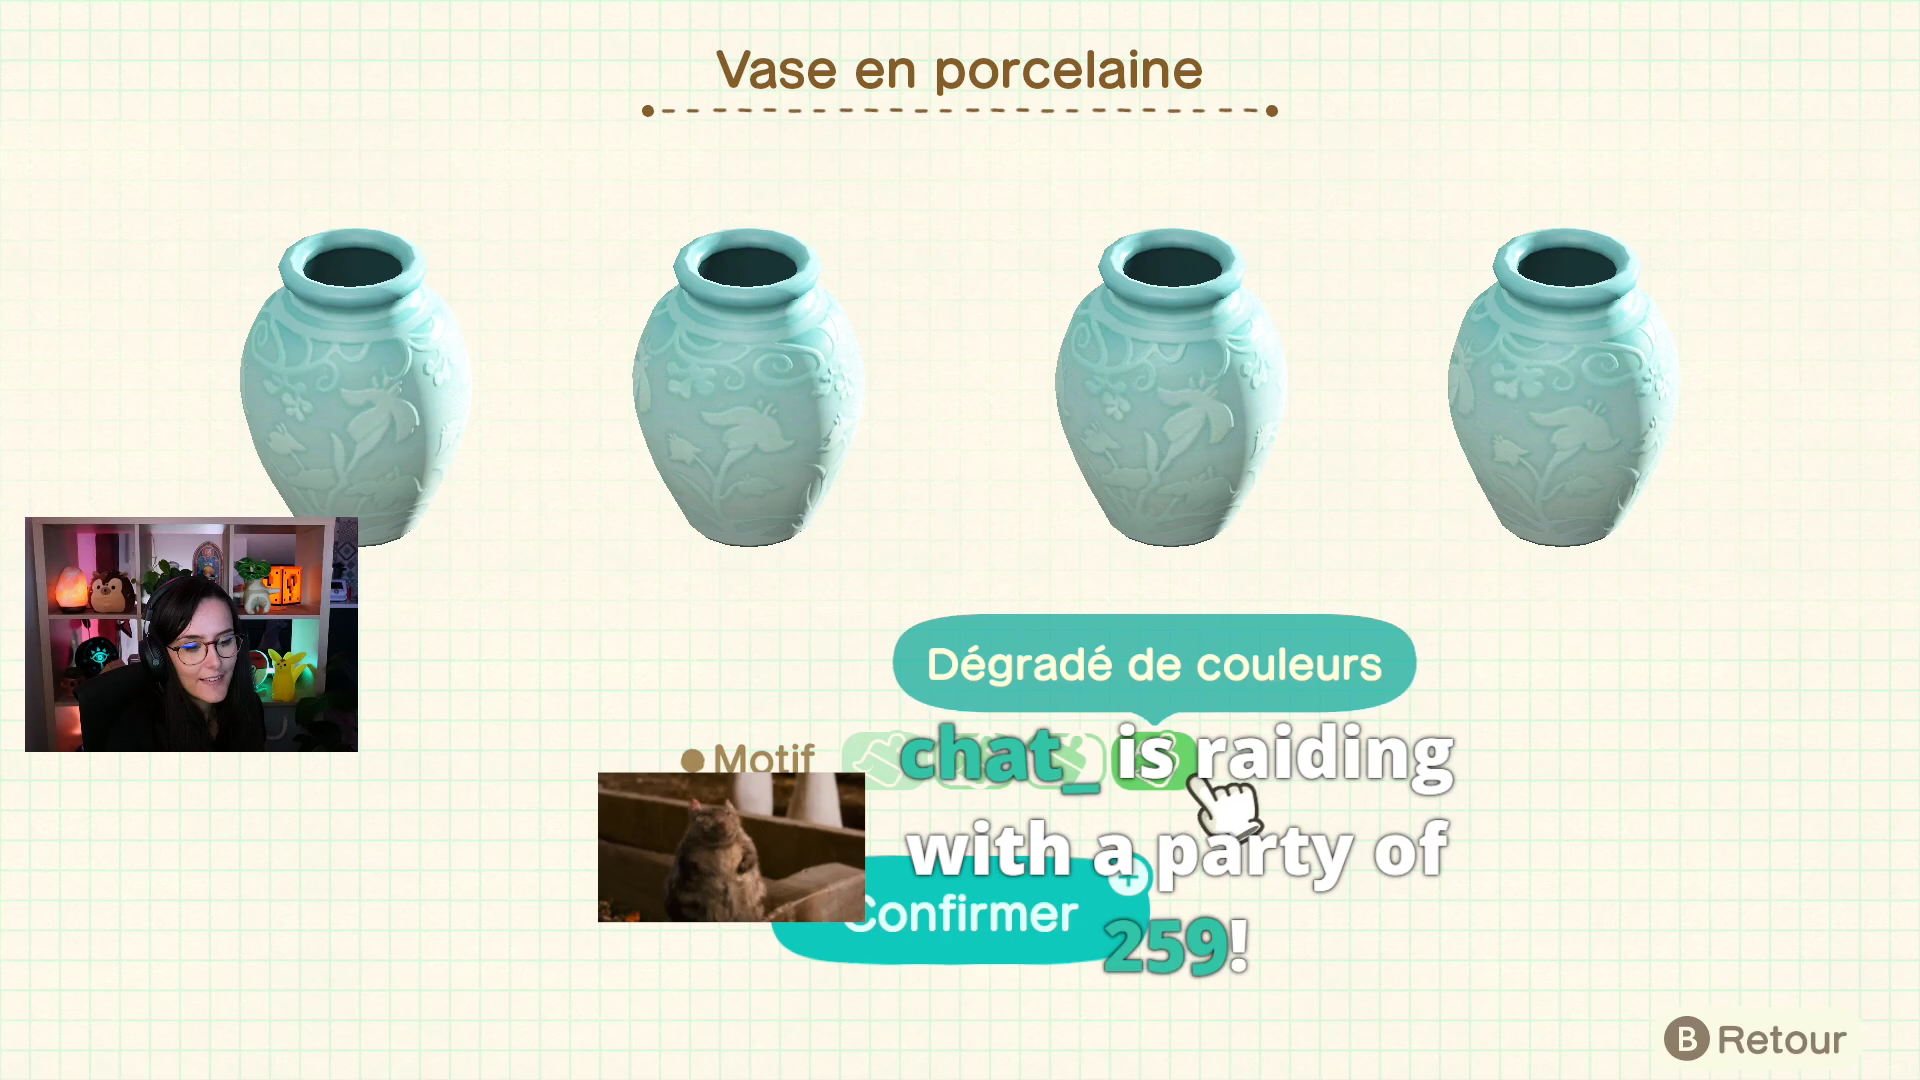 Vase en porcelaine
Dégradé de couleurs
Motif
chat_ is raiding
with a party of
259!
Confirmer
B Retour